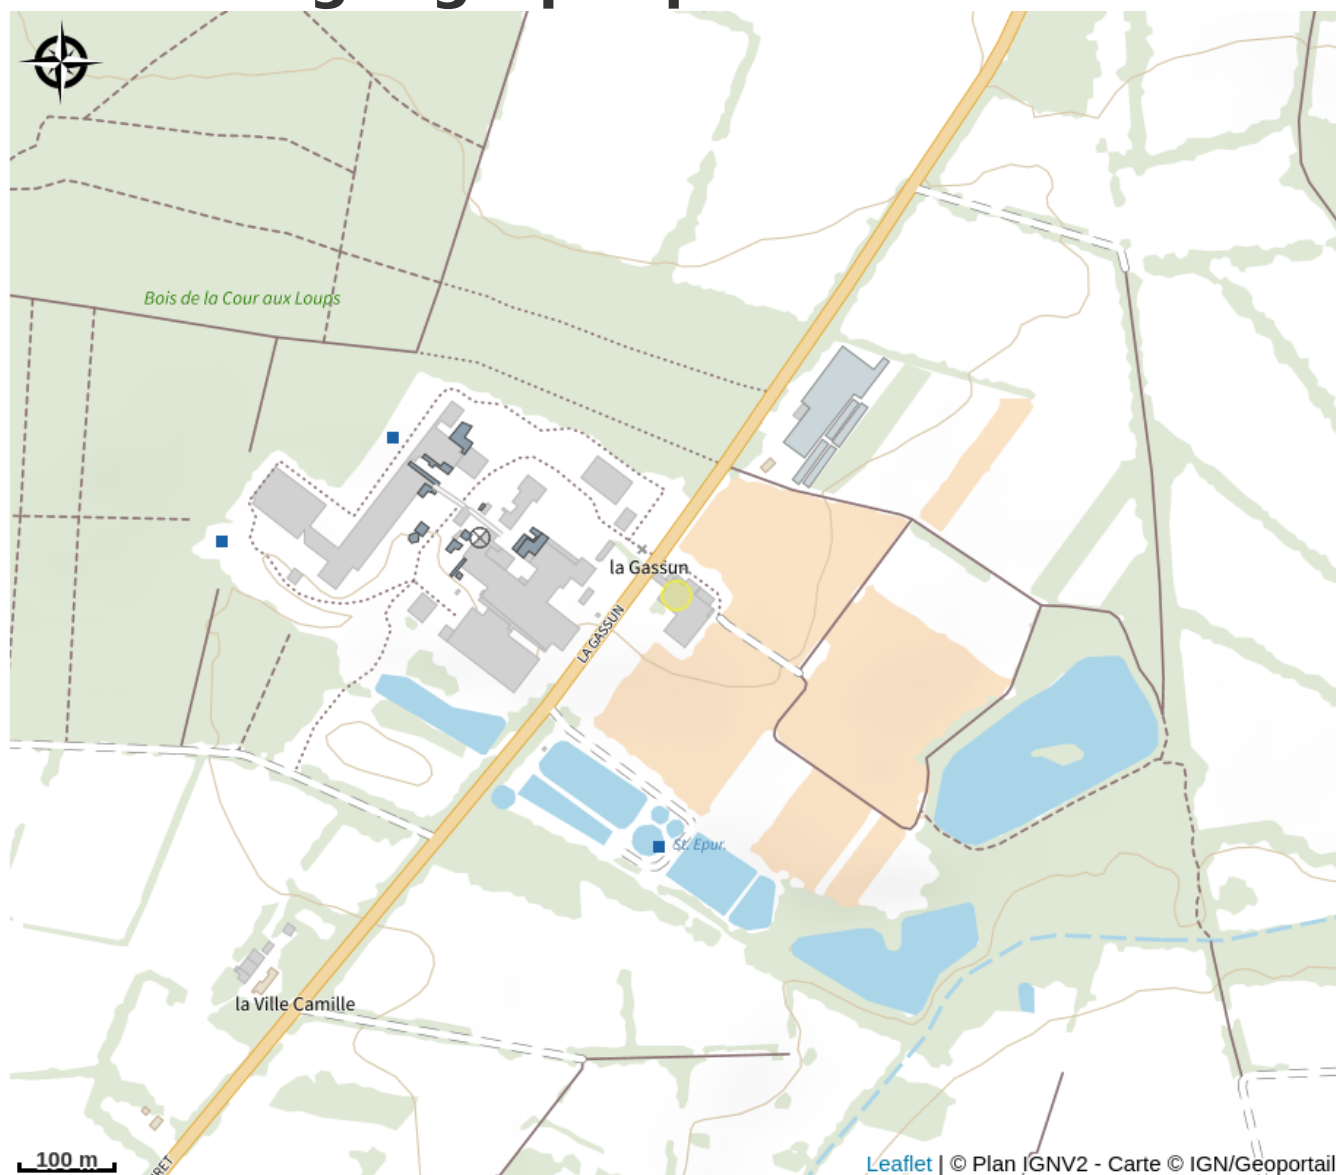 Bois de la Cour aux Loups
la Gassun
LA GASSUN
St. Epur.
la Ville Camille
100 m
Leaflet | © Plan IGNV2 - Carte © IGN/Geoportail